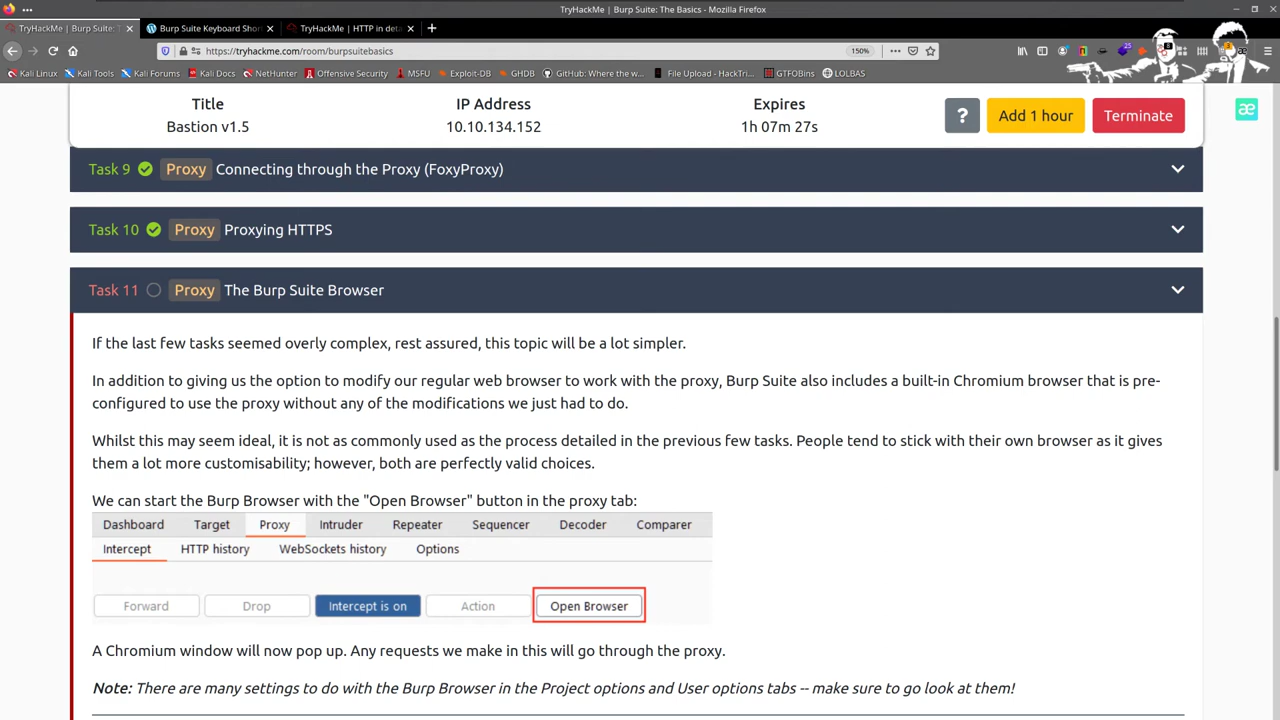 TryHackMe | Burp Suite: The Basics - Mozilla Firefox
TryHackMe | Burp Suite: T
Burp Suite Keyboard Shor
TryHackMe | HTTP in deta
https://tryhackme.com/room/burpsuitebasics
150%
Kali Linux
Kali Tools
Kali Forums
Kali Docs
NetHunter
Offensive Security
MSFU
Exploit-DB
GHDB
GitHub: Where the w...
File Upload - HackTri...
GTFOBins
LOLBAS
Title
IP Address
Expires
Bastion v1.5
10.10.134.152
1h 07m 27s
?
Add 1 hour
Terminate
æ
Task 9 Proxy Connecting through the Proxy (FoxyProxy)
Task 10 Proxy Proxying HTTPS
Task 11 Proxy The Burp Suite Browser
If the last few tasks seemed overly complex, rest assured, this topic will be a lot simpler.
In addition to giving us the option to modify our regular web browser to work with the proxy, Burp Suite also includes a built-in Chromium browser that is pre-
configured to use the proxy without any of the modifications we just had to do.
Whilst this may seem ideal, it is not as commonly used as the process detailed in the previous few tasks. People tend to stick with their own browser as it gives
them a lot more customisability; however, both are perfectly valid choices.
We can start the Burp Browser with the "Open Browser" button in the proxy tab:
Dashboard Target Proxy Intruder Repeater Sequencer Decoder Comparer
Intercept HTTP history WebSockets history Options
Forward Drop Intercept is on Action Open Browser
A Chromium window will now pop up. Any requests we make in this will go through the proxy.
Note: There are many settings to do with the Burp Browser in the Project options and User options tabs -- make sure to go look at them!